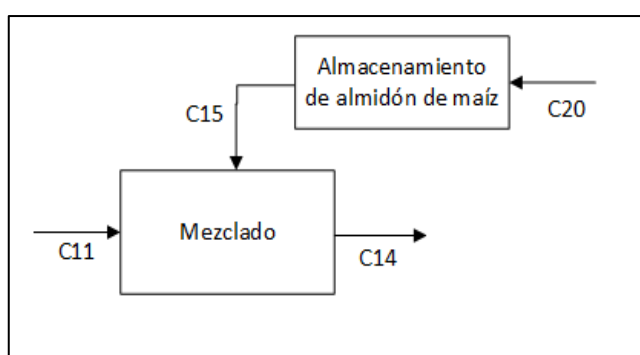 Almacenamiento
de almidón de maíz
C15
C20
Mezclado
C11
C14